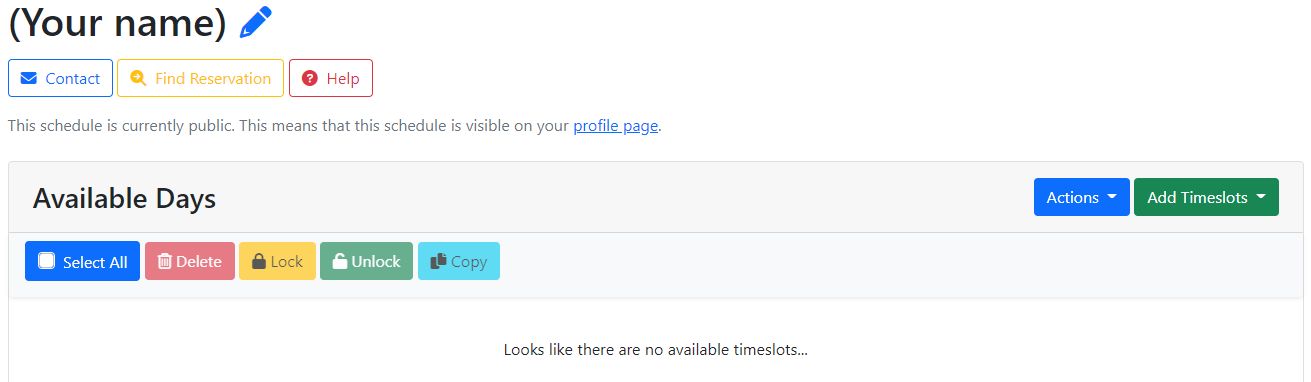 (Your name)
Contact Find Reservation Help
This schedule is currently public. This means that this schedule is visible on your profile page.
Available Days Actions Add Timeslots
Select All Delete Lock Unlock Copy
Looks like there are no available timeslots...